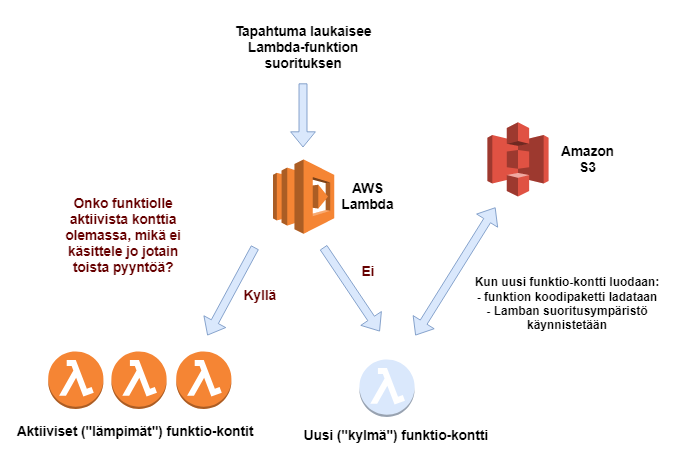 Tapahtuma laukaisee
Lambda-funktion
suorituksen
Amazon
S3
AWS
Lambda
Onko funktiolle
aktiivista konttia
olemassa, mikä ei
käsittele jo jotain
toista pyyntöä?
Ei
Kyllä
Kun uusi funktio-kontti luodaan:
- funktion koodipaketti ladataan
- Lamban suoritusympäristö
käynnistetään
Aktiiviset ("lämpimät") funktio-kontit
Uusi ("kylmä") funktio-kontti